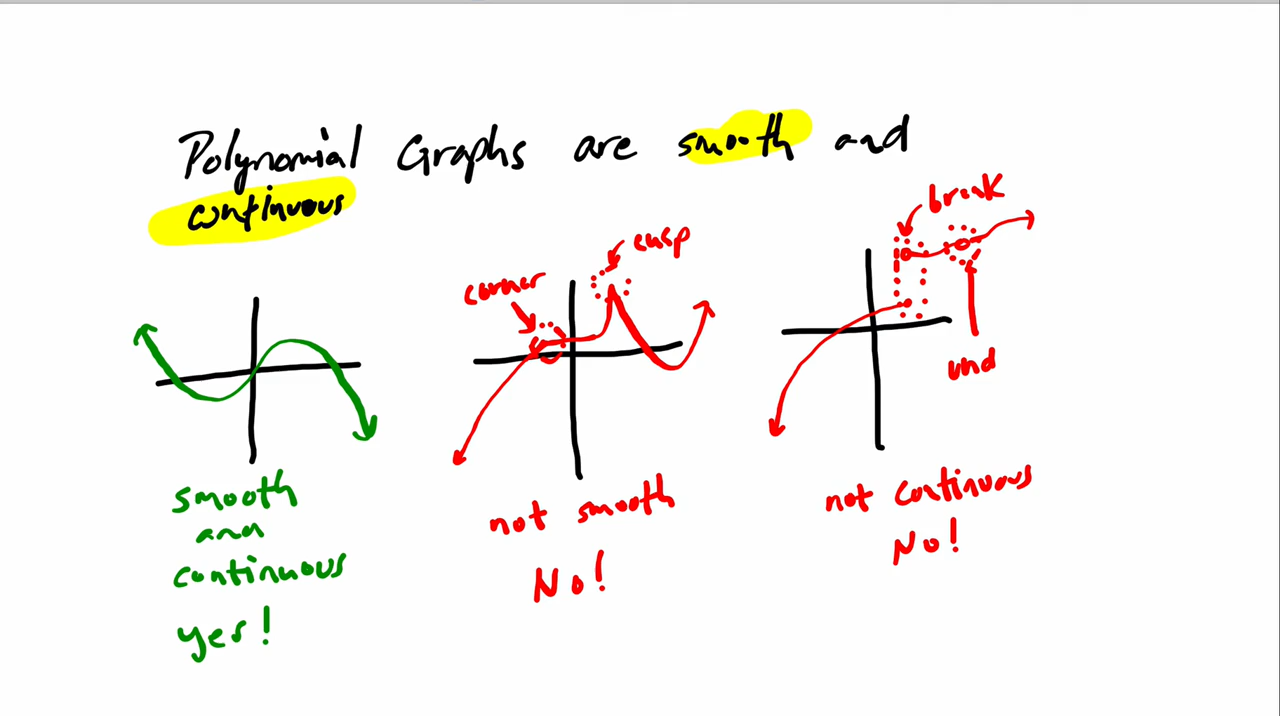 Polynomial Graphs are smooth and
continuous
corner
cusp
break
und
smooth
and
continuous
yes!
not smooth
No!
not continuous
No!